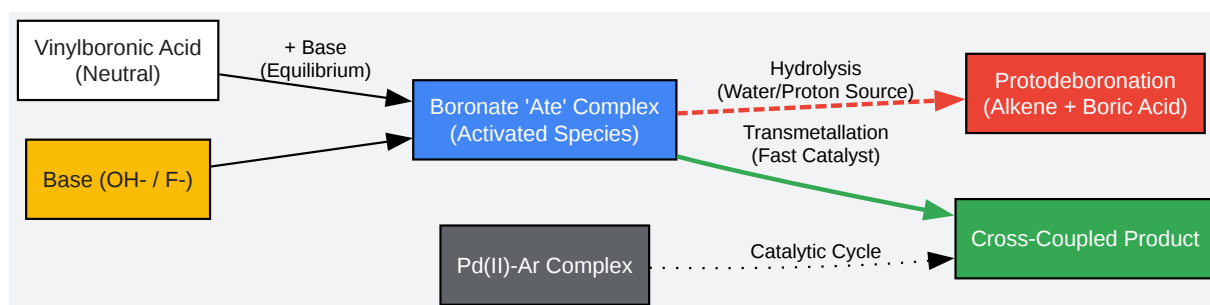 Vinylboronic Acid
(Neutral)
+ Base
(Equilibrium)
Base (OH- / F-)
Boronate 'Ate' Complex
(Activated Species)
Hydrolysis
(Water/Proton Source)
Transmetallation
(Fast Catalyst)
Protodeboronation
(Alkene + Boric Acid)
Pd(II)-Ar Complex
Catalytic Cycle
Cross-Coupled Product